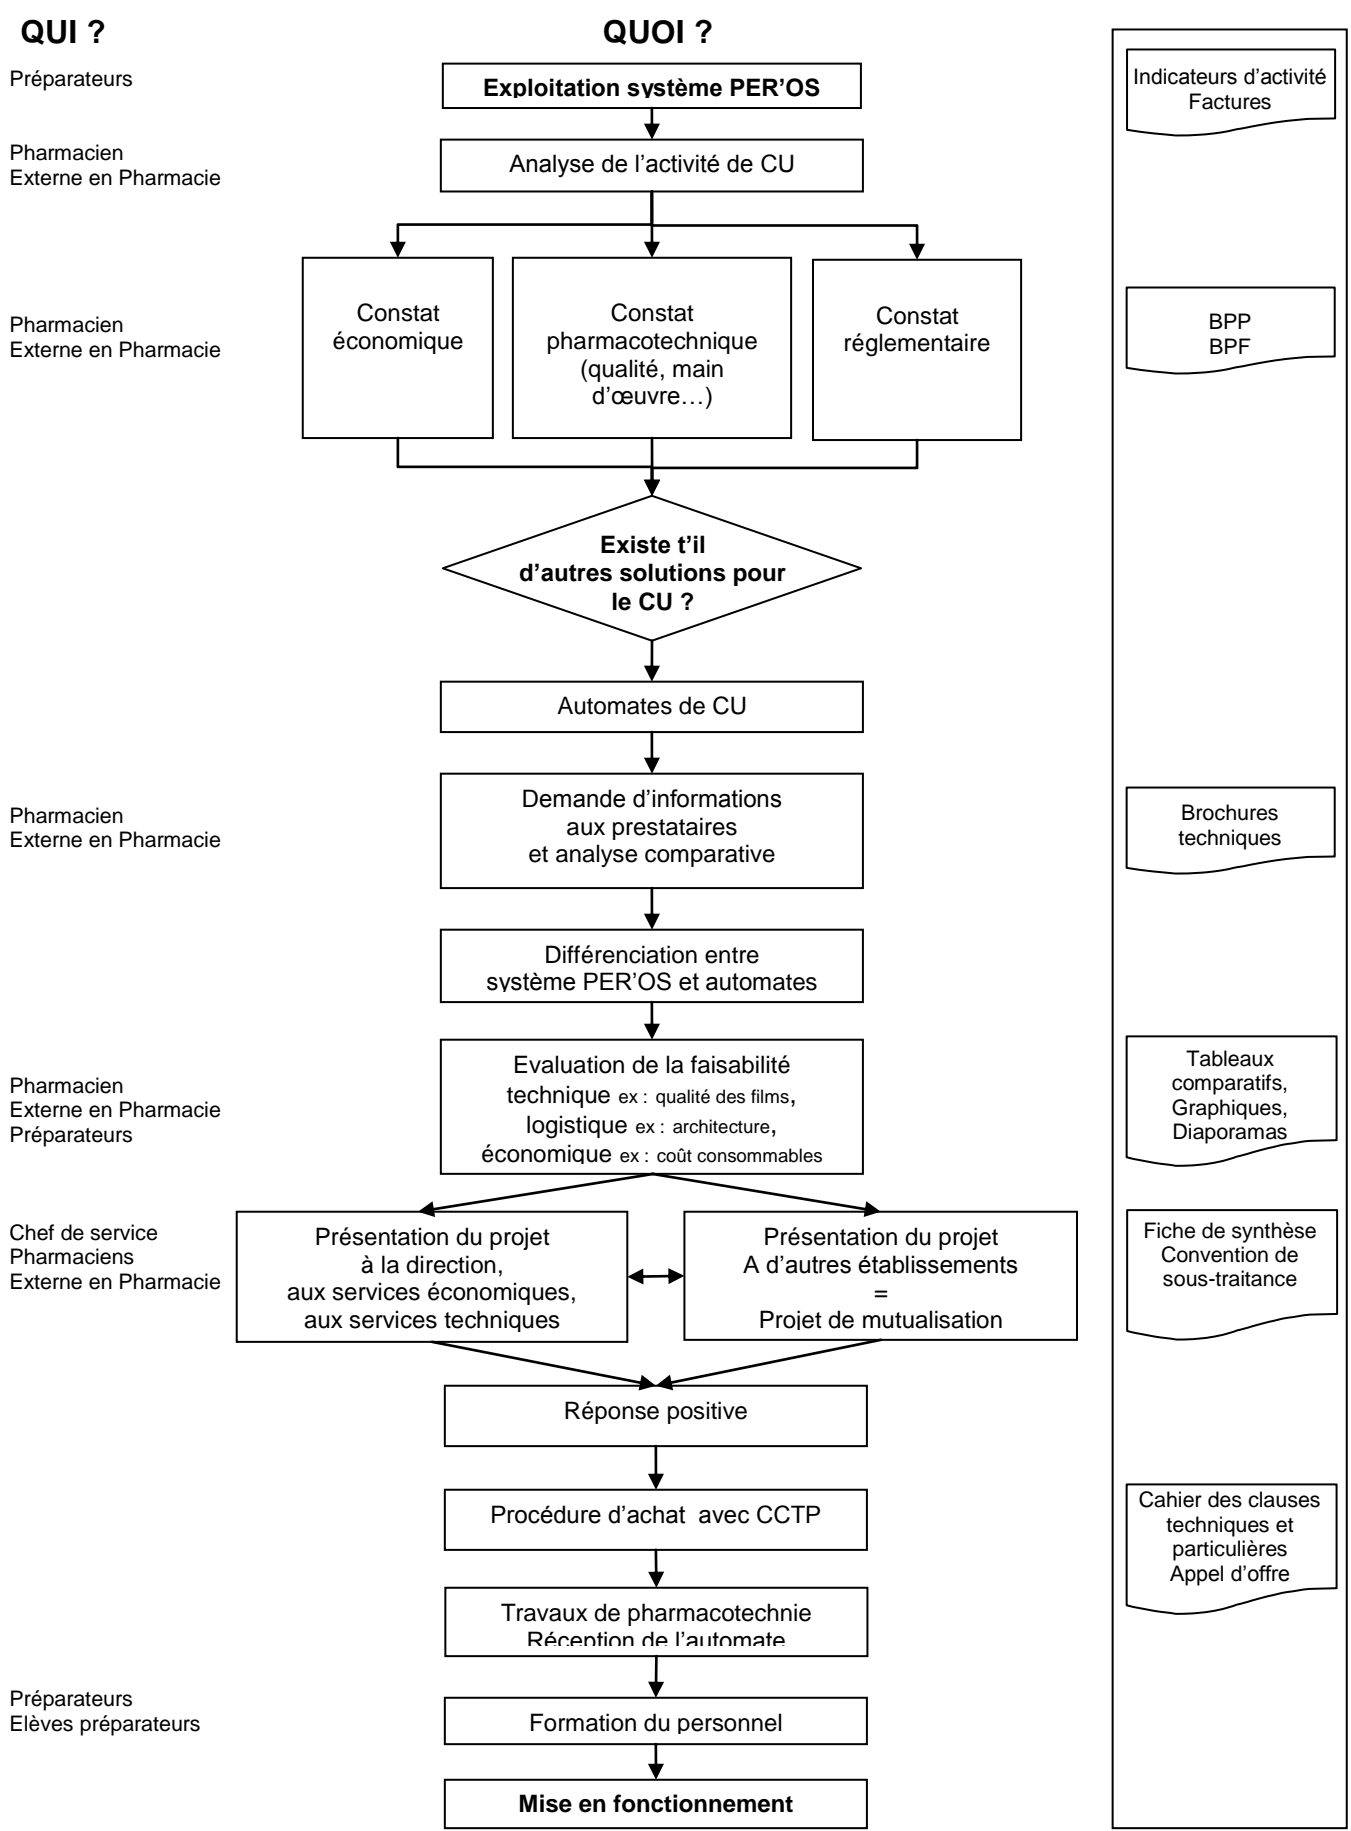 QUI ?
QUOI ?
Préparateurs
Exploitation système PER'OS
Indicateurs d'activité
Factures
Pharmacien
Externe en Pharmacie
Analyse de l'activité de CU
Pharmacien
Externe en Pharmacie
Constat
économique
Constat
pharmacotechnique
(qualité, main
d'œuvre…)
Constat
réglementaire
BPP
BPF
Existe t'il
d'autres solutions pour
le CU ?
Automates de CU
Pharmacien
Externe en Pharmacie
Demande d'informations
aux prestataires
et analyse comparative
Brochures
techniques
Différenciation entre
système PER'OS et automates
Pharmacien
Externe en Pharmacie
Préparateurs
Evaluation de la faisabilité
technique ex : qualité des films,
logistique ex : architecture,
économique ex : coût consommables
Tableaux
comparatifs,
Graphiques,
Diaporamas
Chef de service
Pharmaciens
Externe en Pharmacie
Présentation du projet
à la direction,
aux services économiques,
aux services techniques
Présentation du projet
A d'autres établissements
=
Projet de mutualisation
Fiche de synthèse
Convention de
sous-traitance
Réponse positive
Procédure d'achat  avec CCTP
Cahier des clauses
techniques et
particulières
Appel d'offre
Travaux de pharmacotechnie
Réception de l'automate
Préparateurs
Elèves préparateurs
Formation du personnel
Mise en fonctionnement